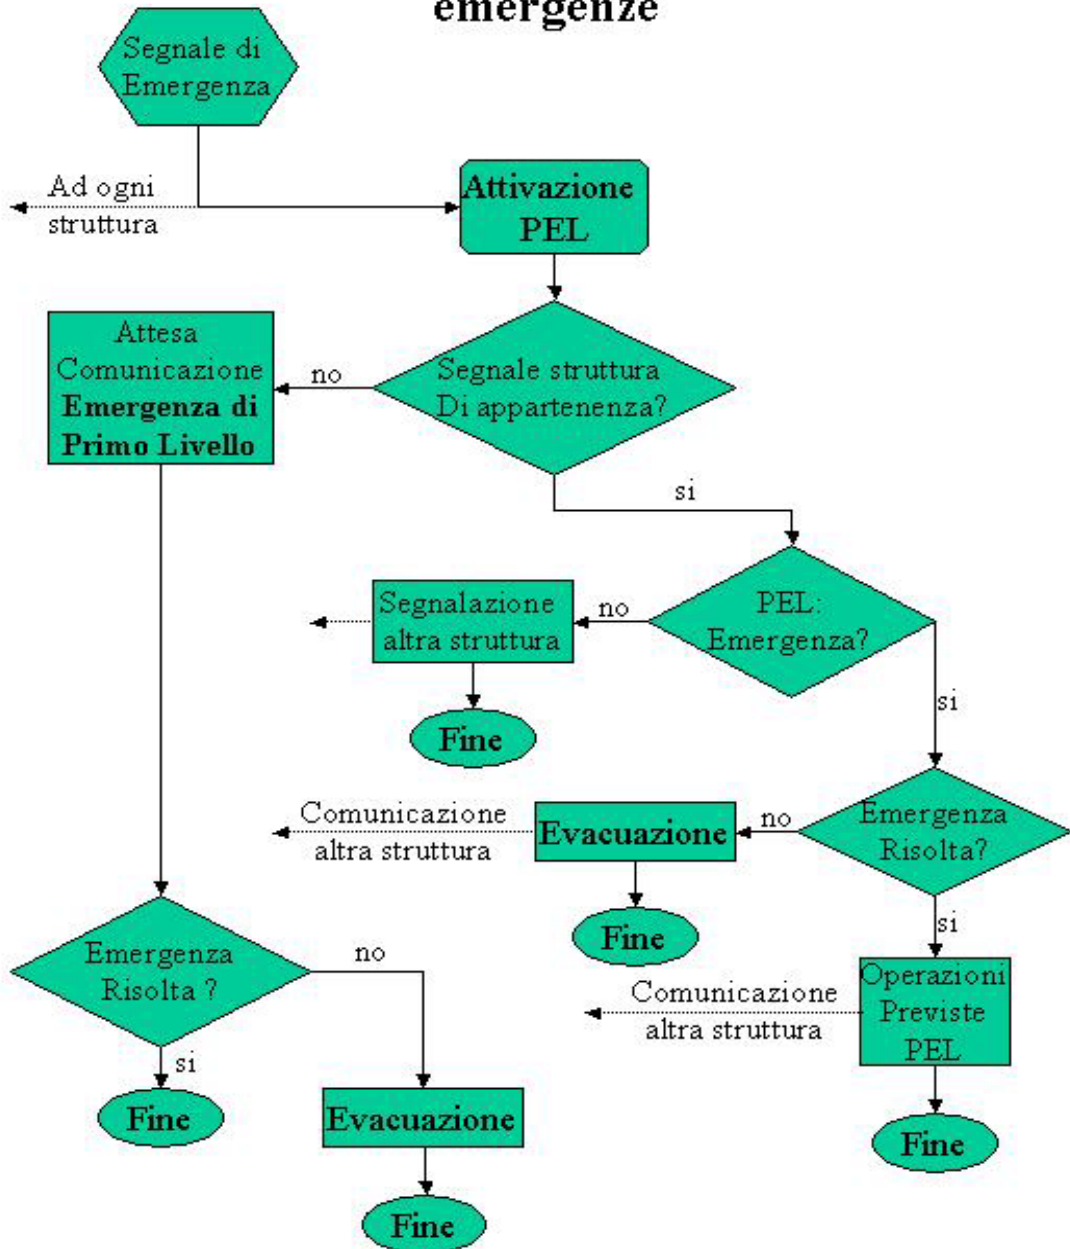 emergenze
Segnale di
Emergenza
Ad ogni
struttura
Attivazione
PEL
Segnale struttura
Di appartenenza?
no
Attesa
Comunicazione
Emergenza di
Primo Livello
si
PEL:
Emergenza?
no
Segnalazione
altra struttura
Fine
si
Emergenza
Risolta?
no
Evacuazione
Comunicazione
altra struttura
Fine
si
Operazioni
Previste
PEL
Comunicazione
altra struttura
Fine
Emergenza
Risolta ?
no
si
Fine
Evacuazione
Fine